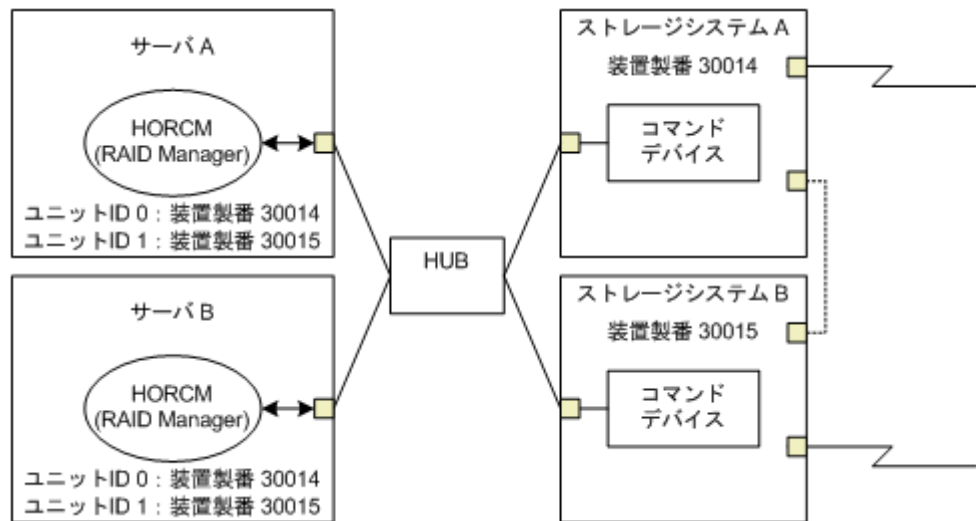 サーバ A
HORCM
(RAID Manager)
ユニットID 0：装置製番 30014
ユニットID 1：装置製番 30015
サーバ B
HORCM
(RAID Manager)
ユニットID 0：装置製番 30014
ユニットID 1：装置製番 30015
HUB
ストレージシステム A
装置製番 30014
コマンド
デバイス
ストレージシステム B
装置製番 30015
コマンド
デバイス